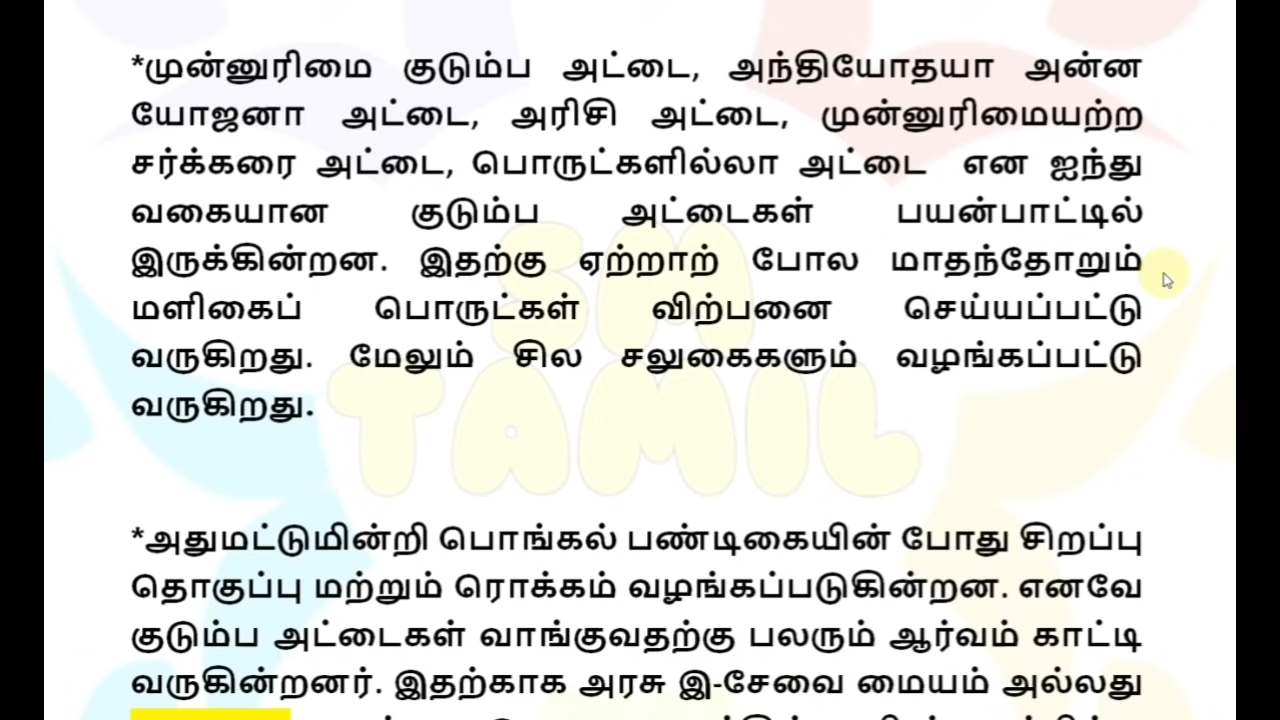 *முன்னுரிமை குடும்ப அட்டை, அந்தியோதயா அன்ன
யோஜனா அட்டை, அரிசி அட்டை, முன்னுரிமையற்ற
சர்க்கரை அட்டை, பொருட்களில்லா அட்டை என ஐந்து
வகையான குடும்ப அட்டைகள் பயன்பாட்டில்
இருக்கின்றன. இதற்கு ஏற்றாற் போல மாதந்தோறும்
மளிகைப் பொருட்கள் விற்பனை செய்யப்பட்டு
வருகிறது. மேலும் சில சலுகைகளும் வழங்கப்பட்டு
வருகிறது.
SM
TAMIL
*அதுமட்டுமின்றி பொங்கல் பண்டிகையின் போது சிறப்பு
தொகுப்பு மற்றும் ரொக்கம் வழங்கப்படுகின்றன. எனவே
குடும்ப அட்டைகள் வாங்குவதற்கு பலரும் ஆர்வம் காட்டி
வருகின்றனர். இதற்காக அரசு இ-சேவை மையம் அல்லது